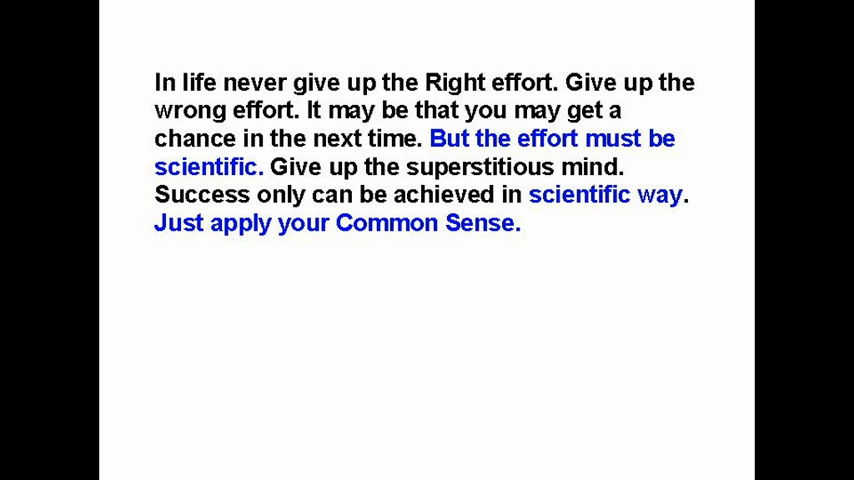 In life never give up the Right effort. Give up the
wrong effort. It may be that you may get a
chance in the next time. But the effort must be
scientific. Give up the superstitious mind.
Success only can be achieved in scientific way.
Just apply your Common Sense.